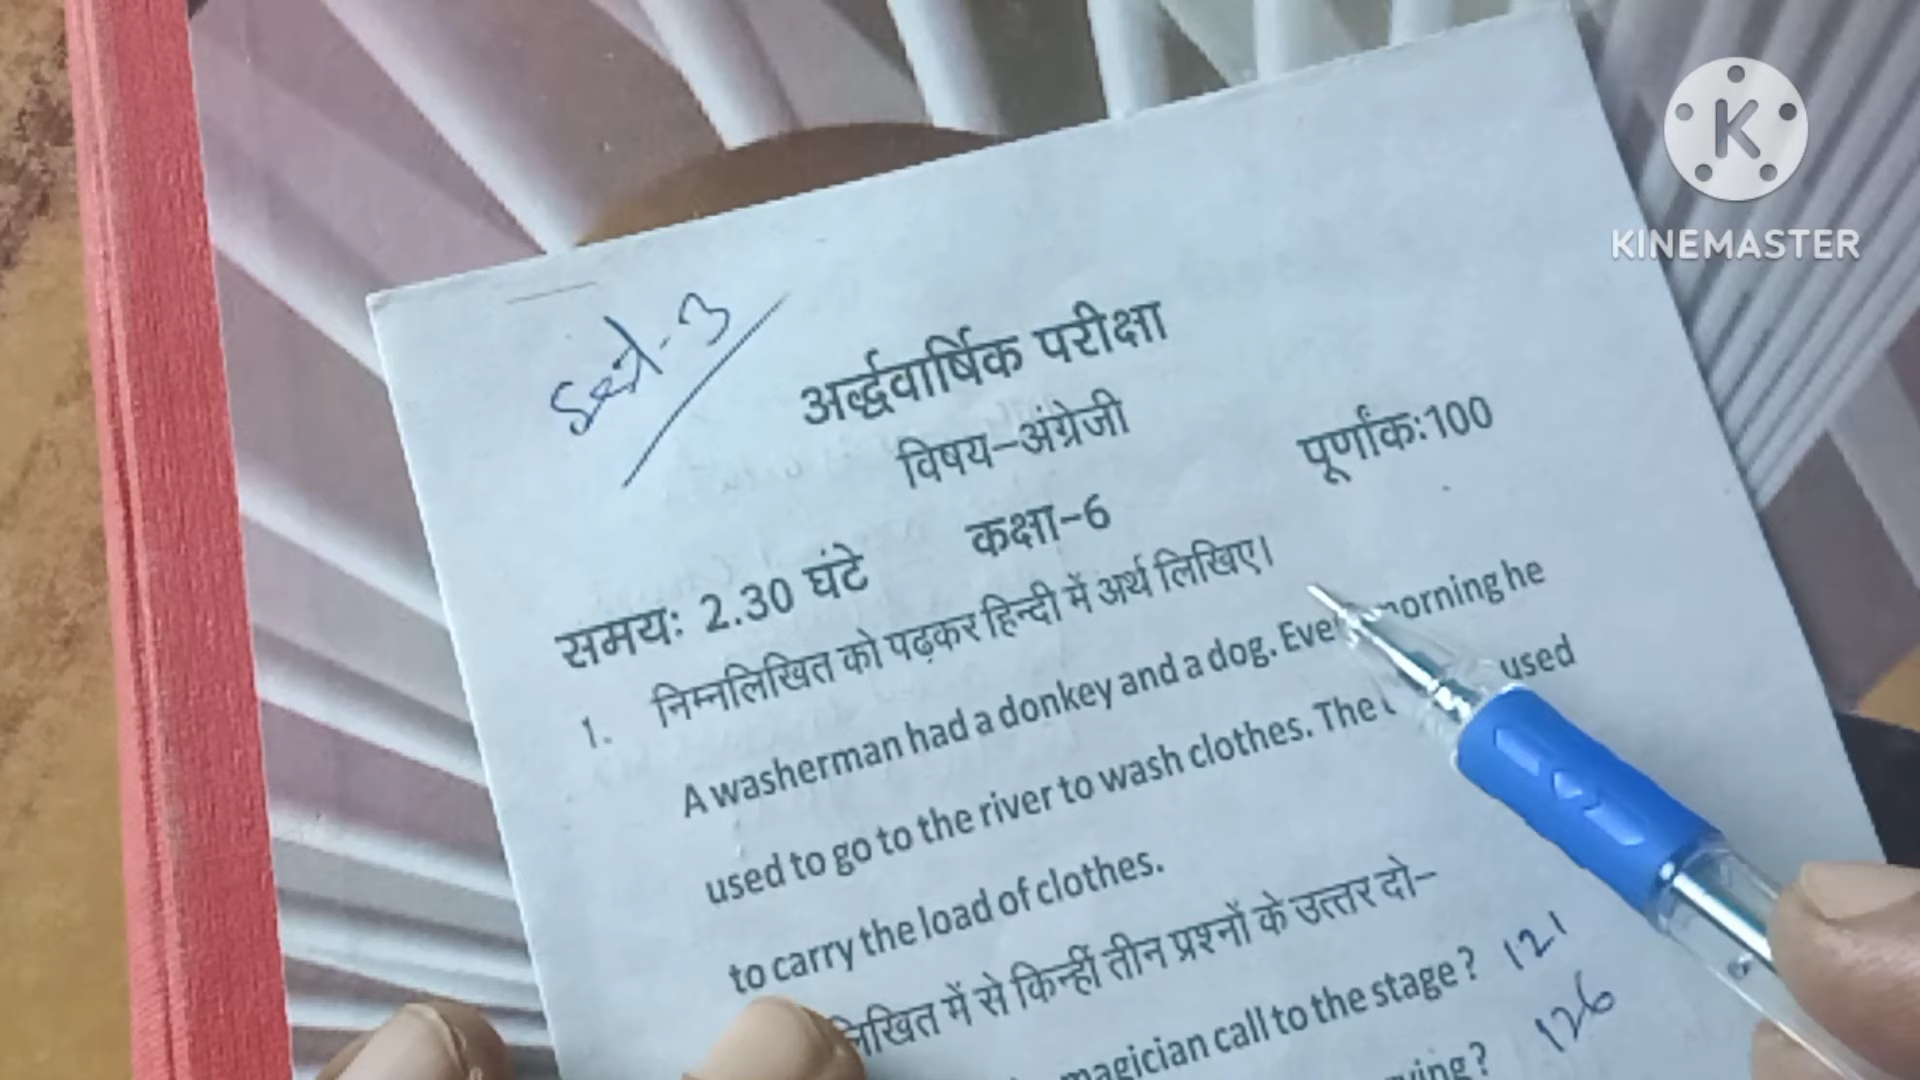 Set-3
अर्द्धवार्षिक परीक्षा
विषय–अंग्रेजी
समयः 2.30 घंटे कक्षा–6 पूर्णांक:100
1. निम्नलिखित को पढ़कर हिन्दी में अर्थ लिखिए।
A washerman had a donkey and a dog. Every morning he
used to go to the river to wash clothes. The used
to carry the load of clothes.
लिखित में से किन्हीं तीन प्रश्नों के उत्तर दो–
magician call to the stage? 121
126
KINEMASTER